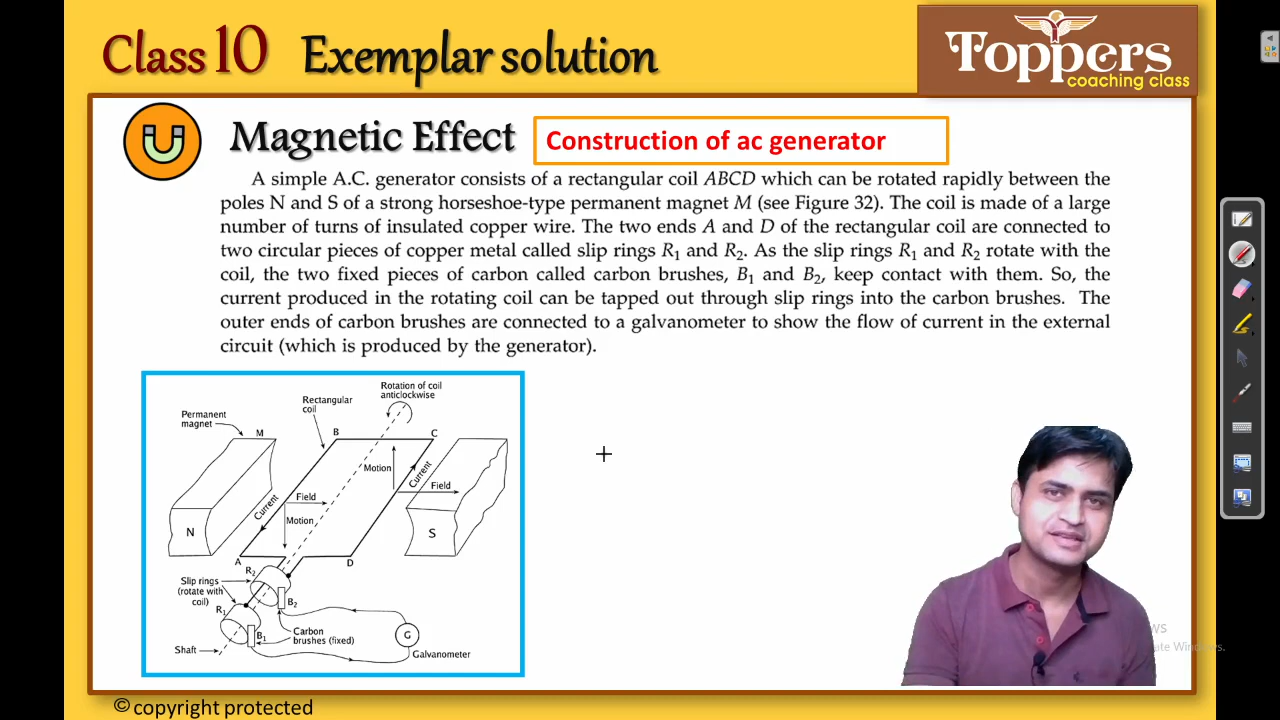 Class 10 Exemplar solution
Toppers
coaching class
Magnetic Effect
Construction of ac generator
A simple A.C. generator consists of a rectangular coil ABCD which can be rotated rapidly between the
poles N and S of a strong horseshoe-type permanent magnet M (see Figure 32). The coil is made of a large
number of turns of insulated copper wire. The two ends A and D of the rectangular coil are connected to
two circular pieces of copper metal called slip rings R₁ and R₂. As the slip rings R₁ and R₂ rotate with the
coil, the two fixed pieces of carbon called carbon brushes, B₁ and B₂, keep contact with them. So, the
current produced in the rotating coil can be tapped out through slip rings into the carbon brushes. The
outer ends of carbon brushes are connected to a galvanometer to show the flow of current in the external
circuit (which is produced by the generator).
Rotation of coil
anticlockwise
Rectangular
coil
Permanent
magnet
M
B
C
Motion
Current
Field
Field
Current
Motion
N
S
A
D
R₂
Slip rings
(rotate with
coil)
R₁
B₂
B₁
Carbon
brushes (fixed)
G
Galvanometer
Shaft
© copyright protected